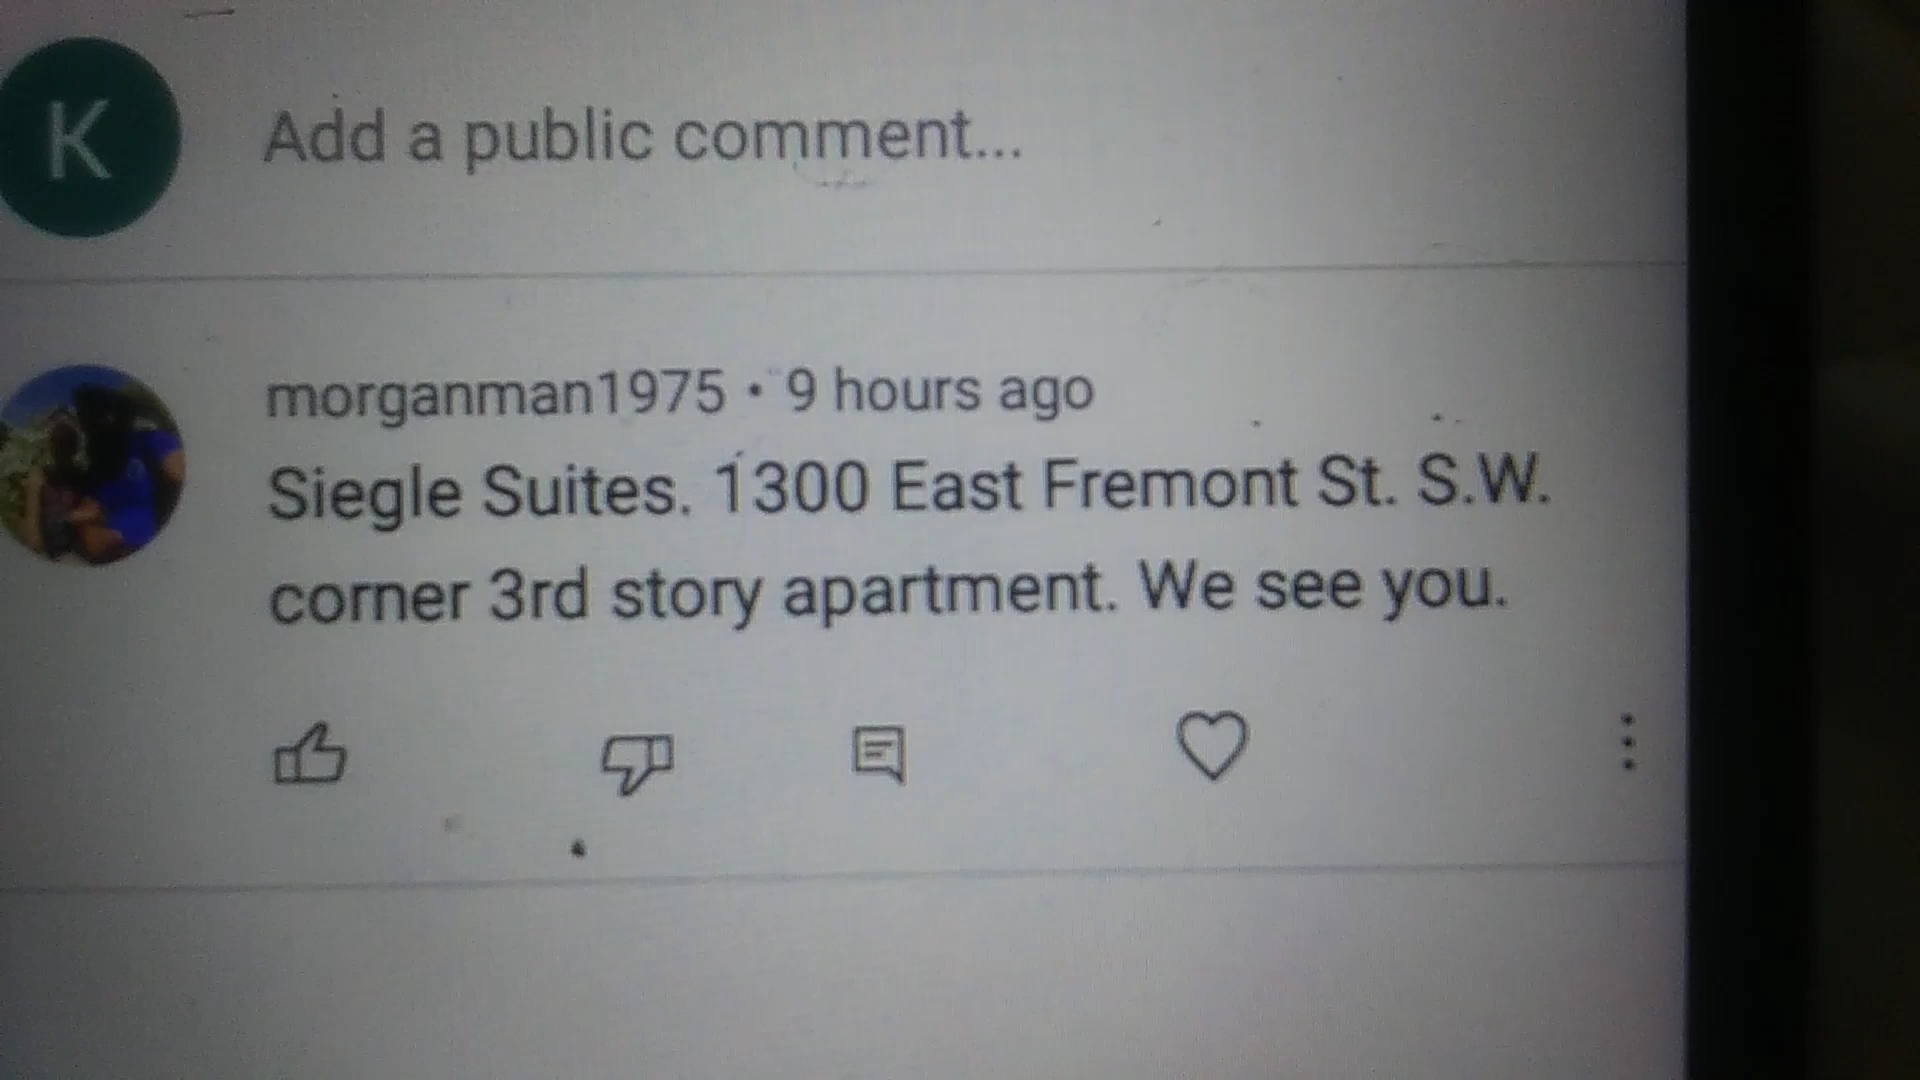 K
Add a public comment...
morganman1975 • 9 hours ago
Siegle Suites. 1300 East Fremont St. S.W.
corner 3rd story apartment. We see you.